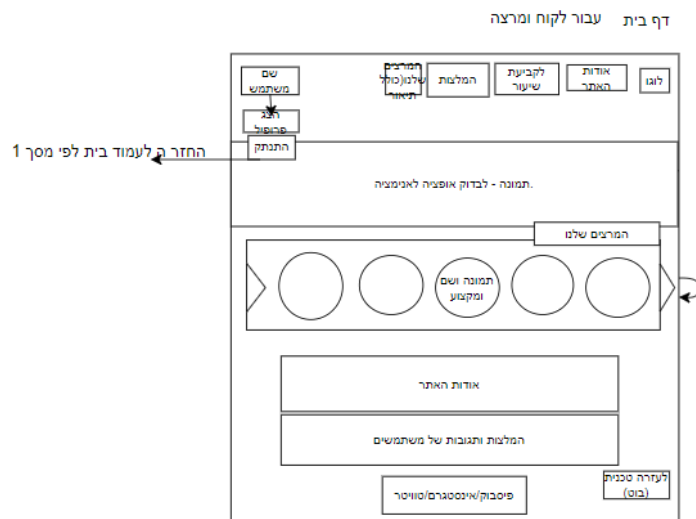 דף בית עבור לקוח ומרצה
לוגו
אודות
האתר
לקביעת
שיעור
המלצות
המרצים
שלנו(כולל
תיאור
שם
משתמש
הצג
פרופיל
התנתק
החזר ה לעמוד בית לפי מסך 1
תמונה - לבדוק אופציה לאנימציה.
המרצים שלנו
תמונה ושם
ומקצוע
אודות האתר
המלצות ותגובות של משתמשים
לעזרה טכנית
(בוט)
פיסבוק/אינסטגרם/טוויטר